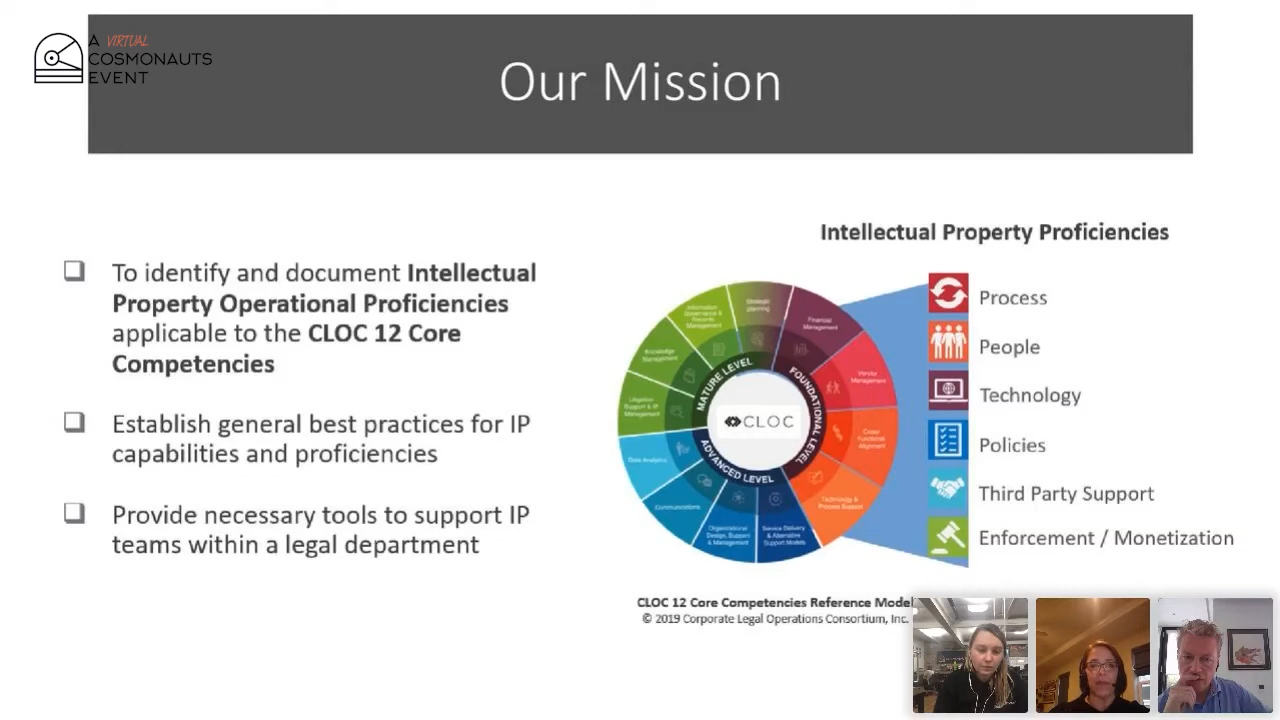 A VIRTUAL
COSMONAUTS
EVENT
Our Mission
To identify and document Intellectual
Property Operational Proficiencies
applicable to the CLOC 12 Core
Competencies
Establish general best practices for IP
capabilities and proficiencies
Provide necessary tools to support IP
teams within a legal department
Intellectual Property Proficiencies
Strategic
planning
Financial
Management
Vendor
Management
Cross
Functional
Alignment
Technology &
Process Support
Service Delivery
& Alternative
Support Models
Organizational
Design, Support
& Management
Communications
Data Analytics
Litigation
Support & IP
Management
Knowledge
Management
Information
Governance &
Records
Management
MATURE LEVEL
FOUNDATIONAL LEVEL
ADVANCED LEVEL
CLOC
Process
People
Technology
Policies
Third Party Support
Enforcement / Monetization
CLOC 12 Core Competencies Reference Model
© 2019 Corporate Legal Operations Consortium, Inc.